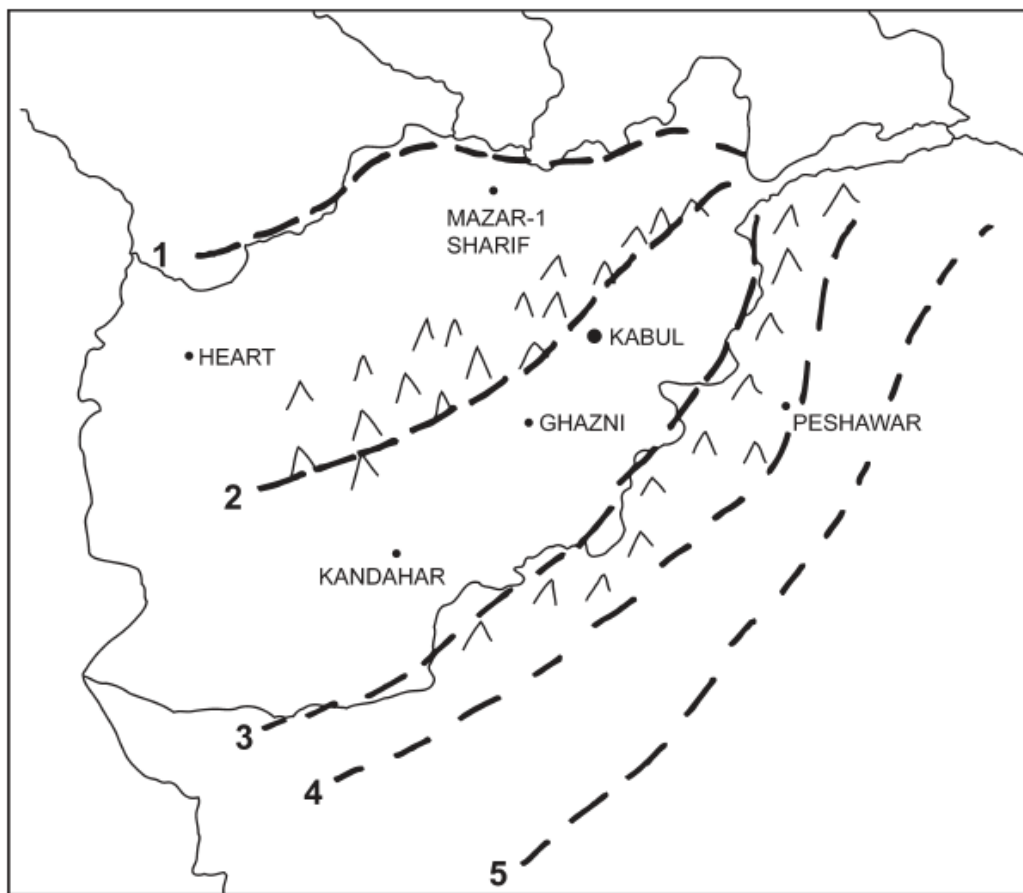 1
MAZAR-1
SHARIF
HEART
KABUL
GHAZNI
PESHAWAR
2
KANDAHAR
3
4
5